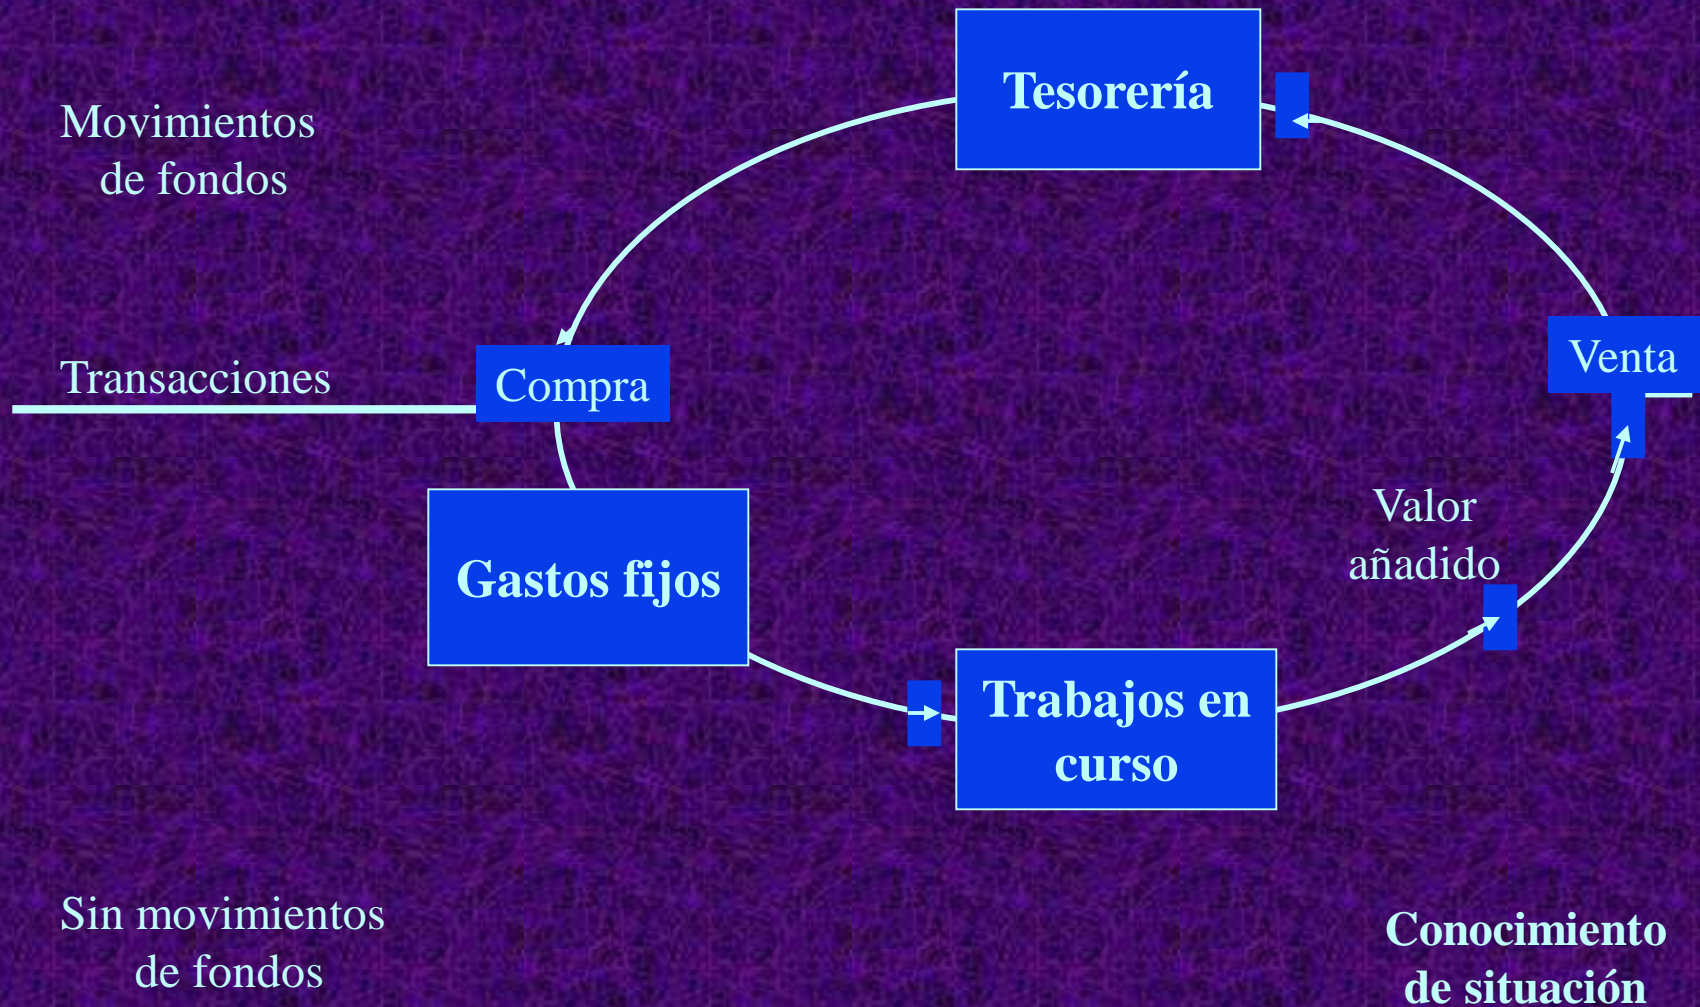 Tesorería
Movimientos
de fondos
Venta
Transacciones
Compra
Valor
añadido
Gastos fijos
Trabajos en
curso
Sin movimientos
de fondos
Conocimiento
de situación